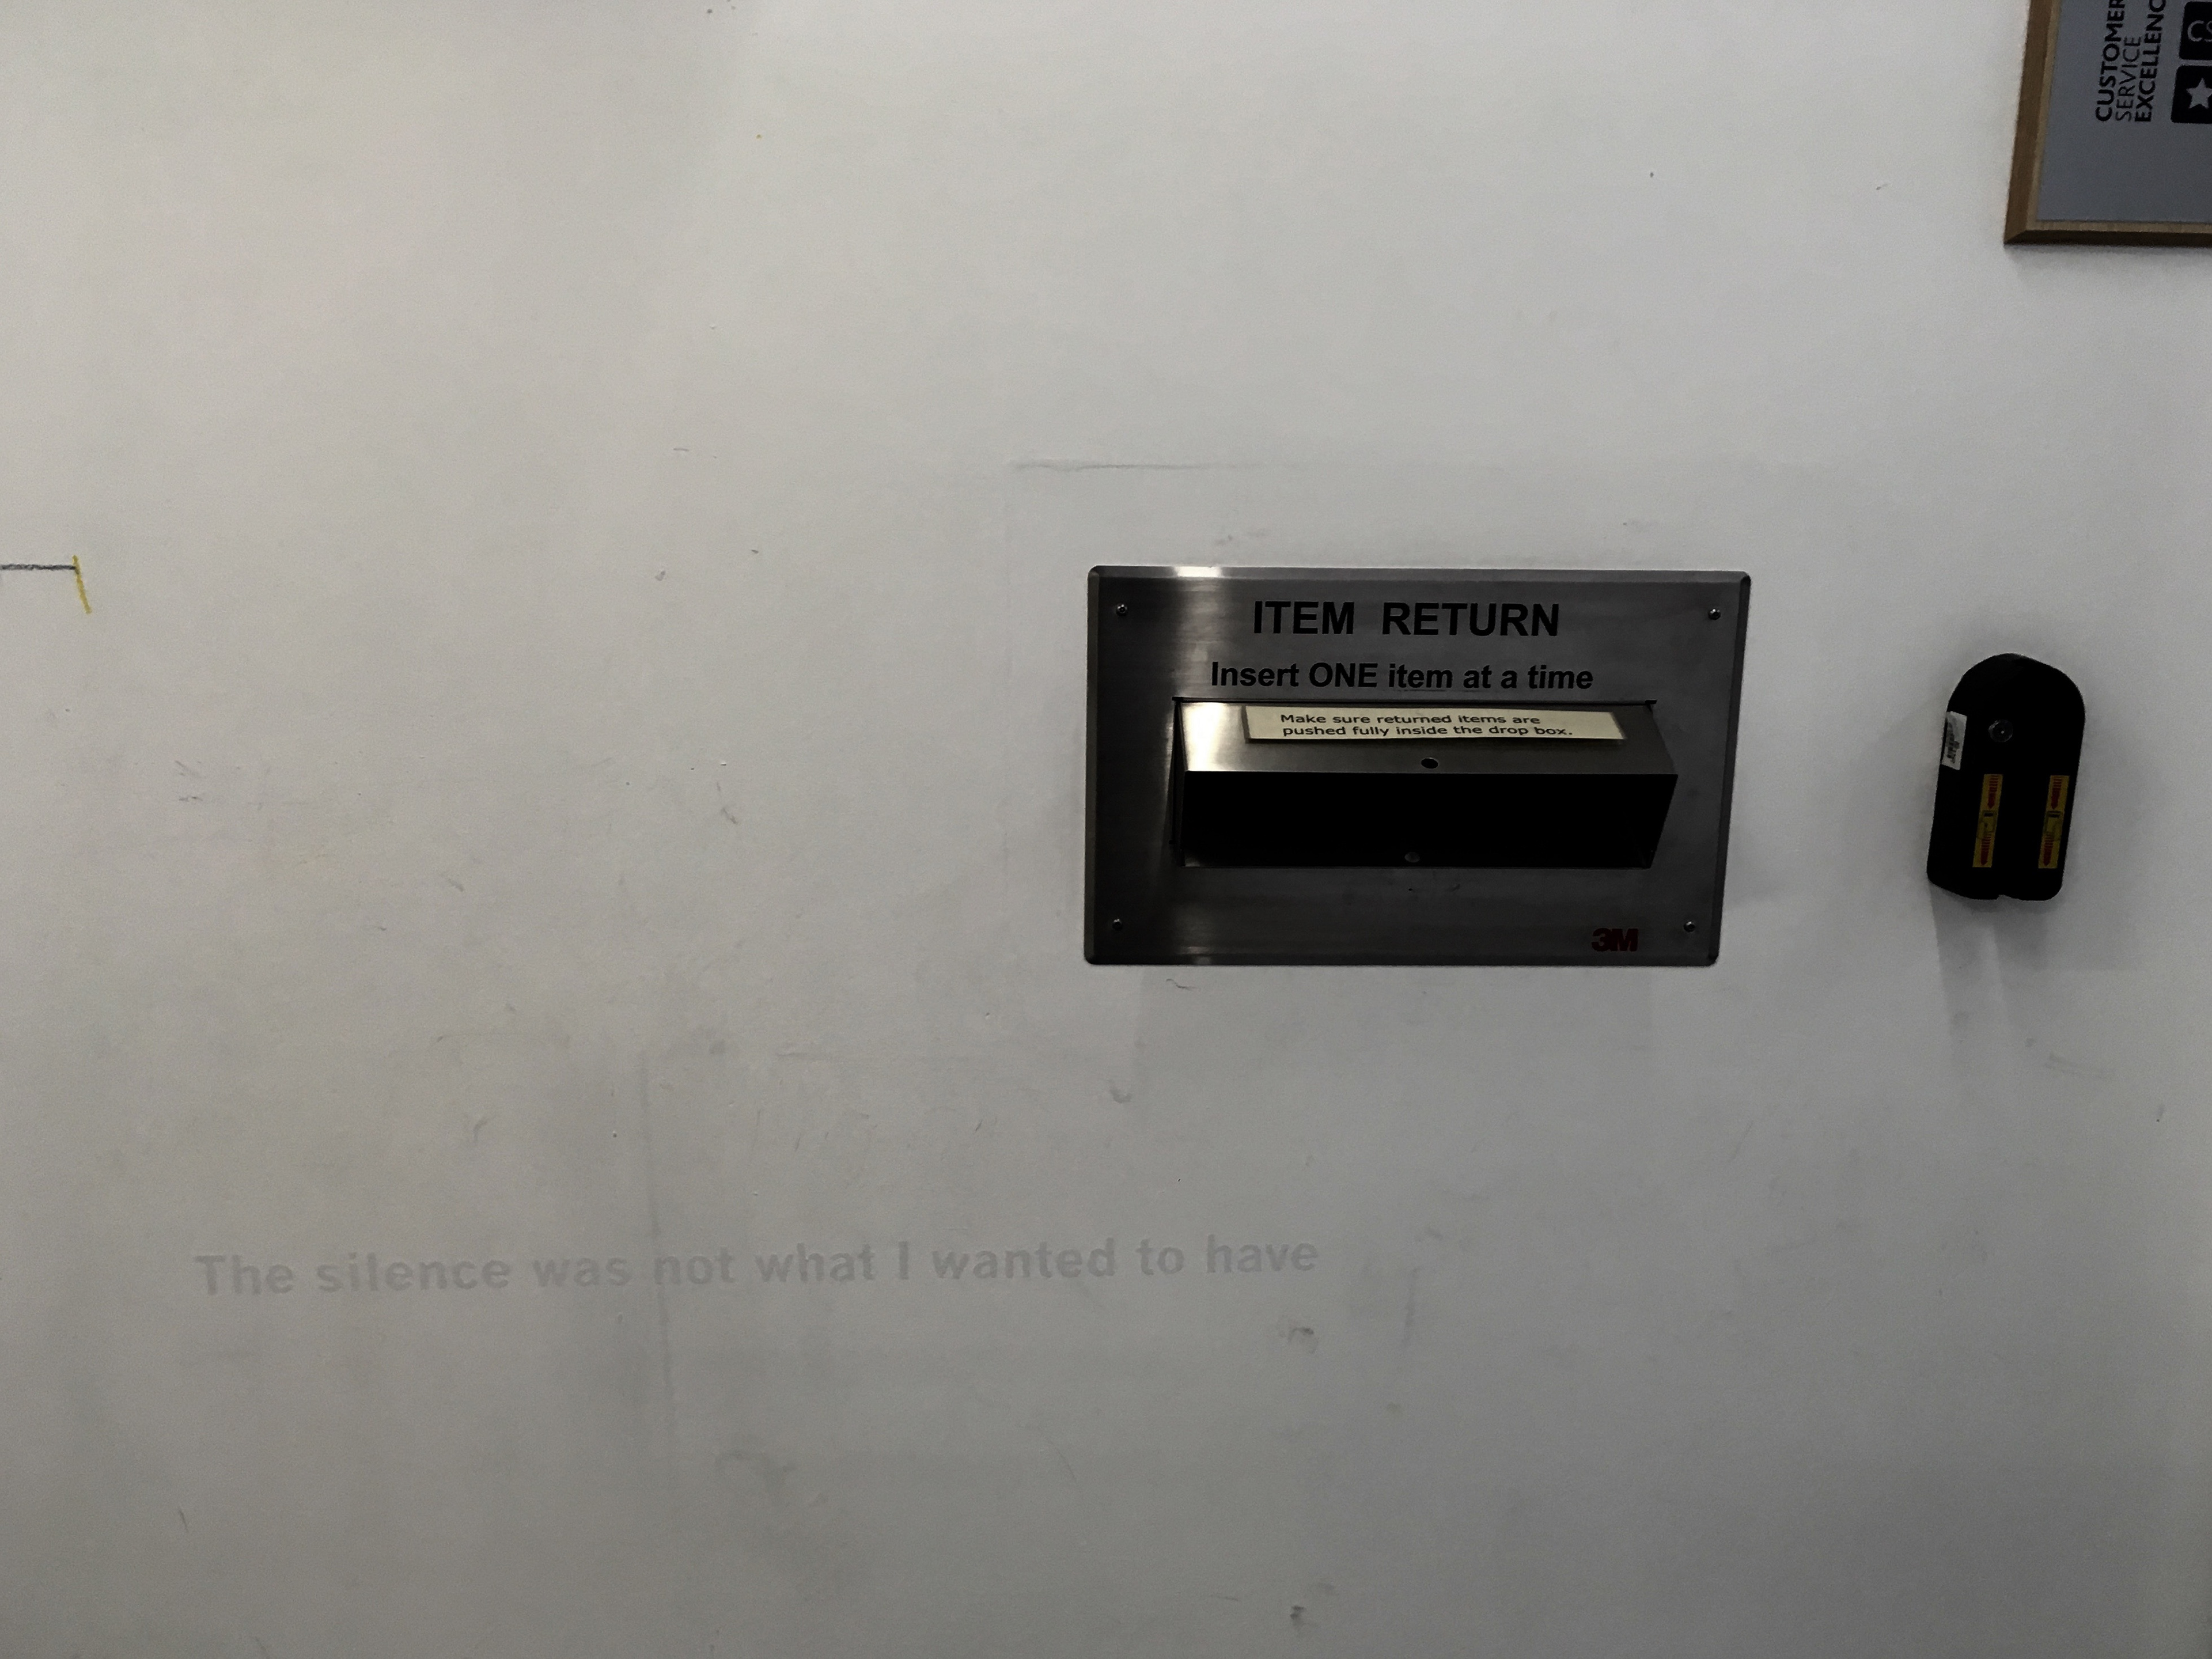 CUSTOMER
SERVICE
ITEM RETURN
Insert ONE item at a time
Make sure returned items are
pushed fully inside the drop box.
3M
The silence was not what I wanted to have